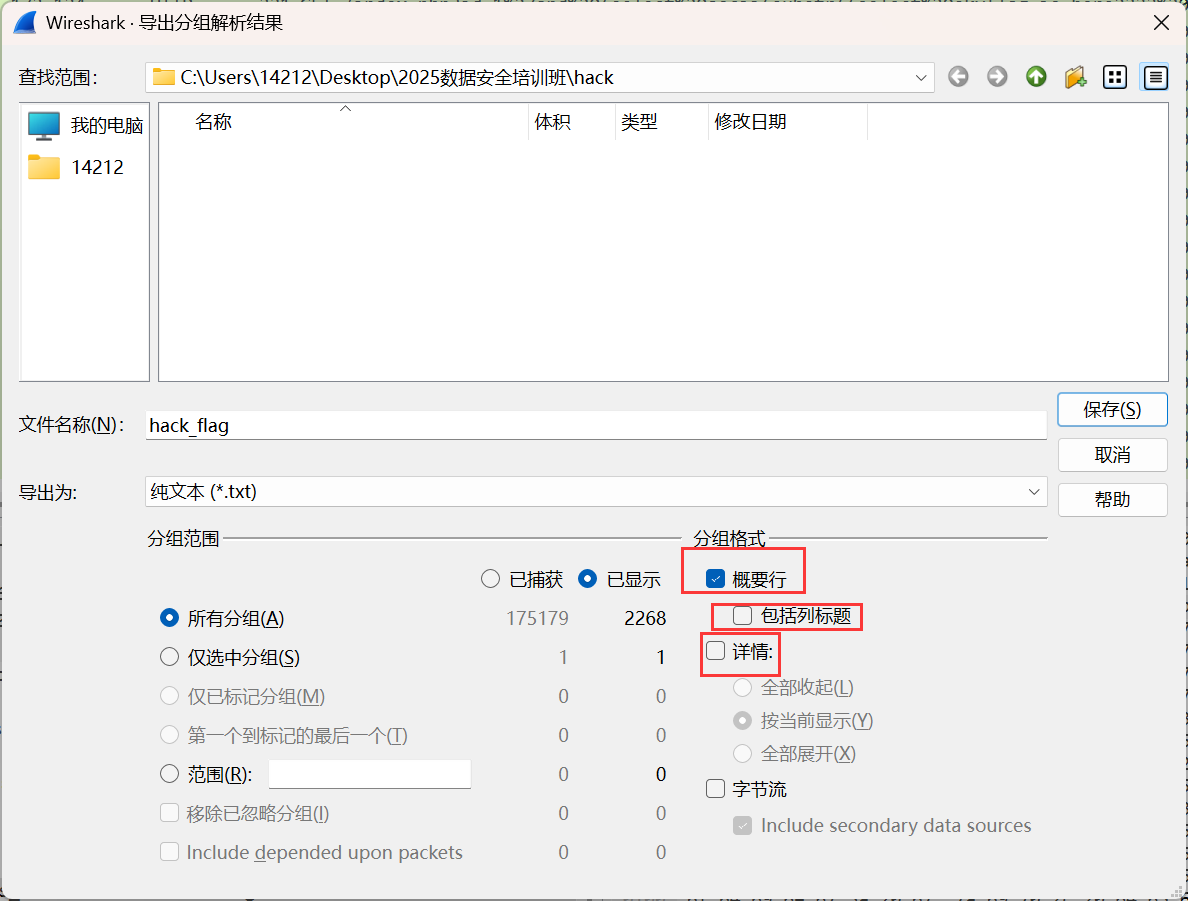 Wireshark · 导出分组解析结果
查找范围: C:\Users\14212\Desktop\2025数据安全培训班\hack
我的电脑
14212
名称 体积 类型 修改日期
文件名称(N): hack_flag
保存(S)
取消
导出为: 纯文本 (*.txt)
帮助
分组范围
已捕获 已显示
所有分组(A) 175179 2268
仅选中分组(S) 1 1
仅已标记分组(M) 0 0
第一个到标记的最后一个(T) 0 0
范围(R): 0 0
移除已忽略分组(I) 0 0
Include depended upon packets 0 0
分组格式
概要行
包括列标题
详情:
全部收起(L)
按当前显示(Y)
全部展开(X)
字节流
Include secondary data sources